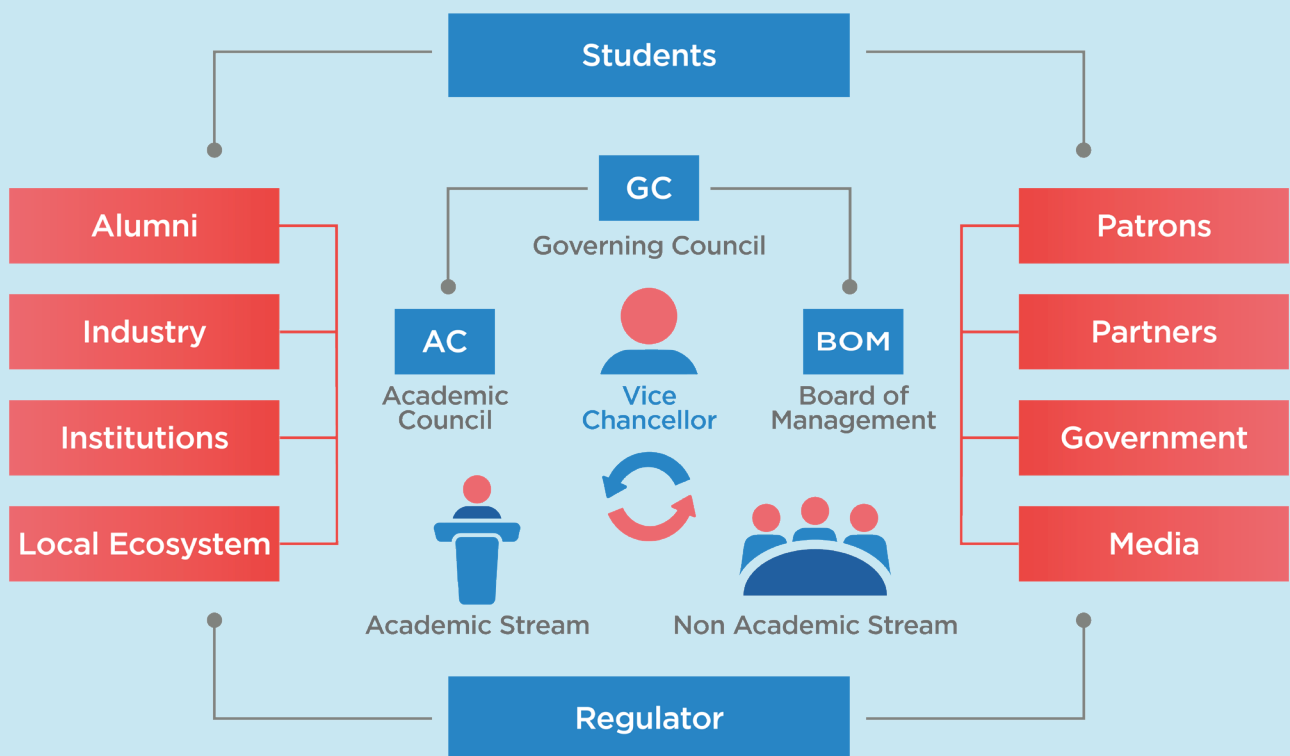 Students
GC
Governing Council
Alumni
Industry
Institutions
Local Ecosystem
AC
Academic
Council
Vice
Chancellor
BOM
Board of
Management
Patrons
Partners
Government
Media
Academic Stream
Non Academic Stream
Regulator